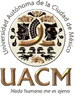 Universidad Autónoma de la Ciudad de México
UACM
Nada humano me es ajeno